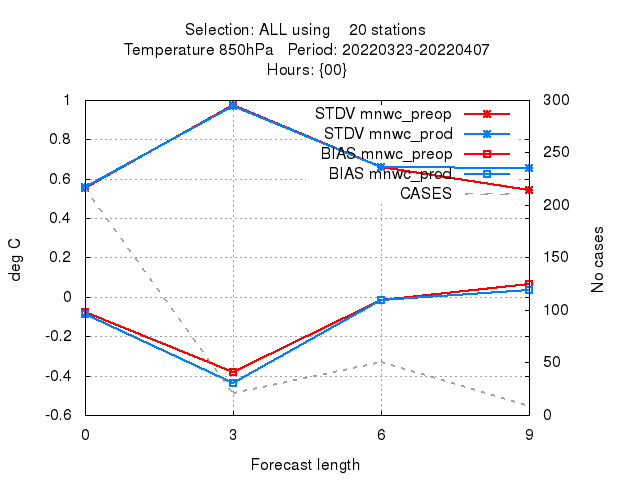 Selection: ALL using 20 stations
Temperature 850hPa Period: 20220323-20220407
Hours: {00}
1
0.8
0.6
0.4
0.2
0
-0.2
-0.4
-0.6
300
250
200
150
100
50
0
STDV mnwc_preop
STDV mnwc_prod
BIAS mnwc_preop
BIAS mnwc_prod
CASES
deg C
No cases
0 3 6 9
Forecast length